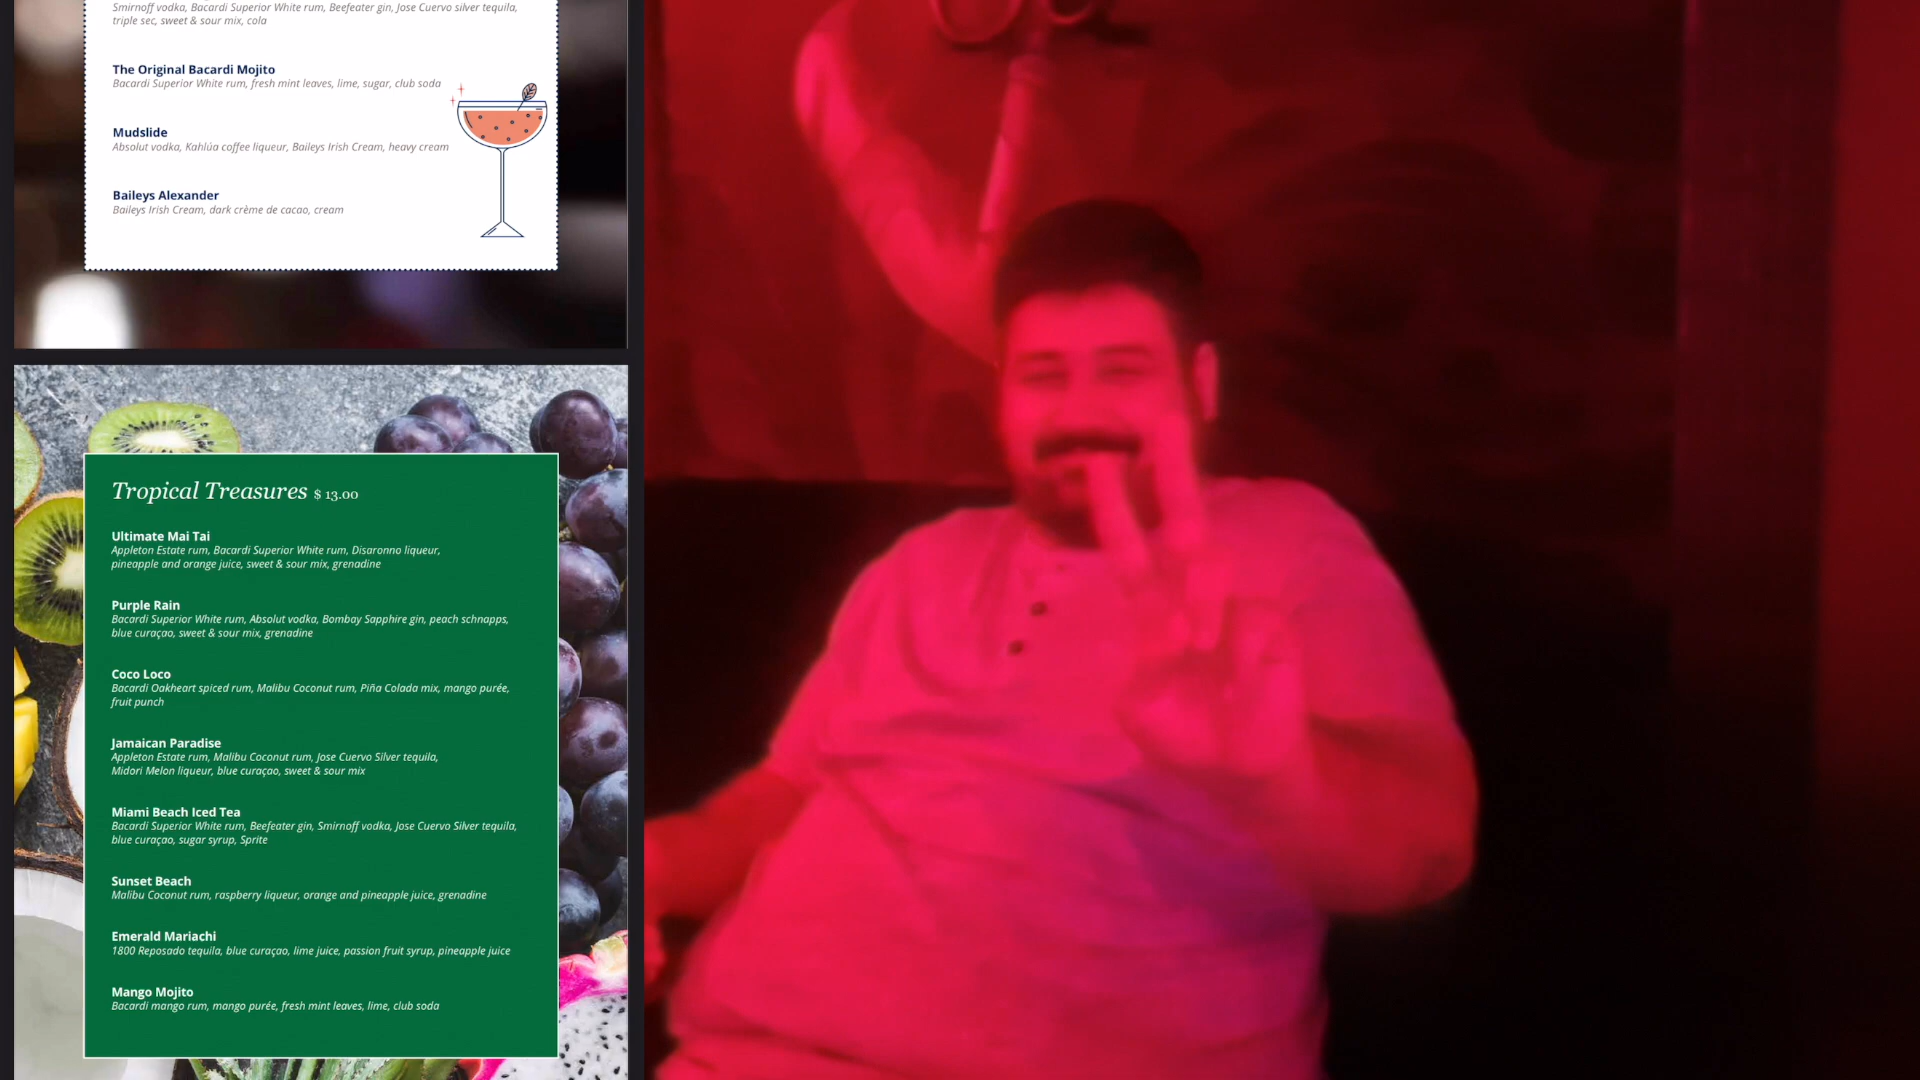 Smirnoff vodka, Bacardi Superior White rum, Beefeater gin, Jose Cuervo silver tequila,
triple sec, sweet & sour mix, cola
The Original Bacardi Mojito
Bacardi Superior White rum, fresh mint leaves, lime, sugar, club soda
Mudslide
Absolut vodka, Kahlúa coffee liqueur, Baileys Irish Cream, heavy cream
Baileys Alexander
Baileys Irish Cream, dark crème de cacao, cream
Tropical Treasures $ 13.00
Ultimate Mai Tai
Appleton Estate rum, Bacardi Superior White rum, Disaronno liqueur,
pineapple and orange juice, sweet & sour mix, grenadine
Purple Rain
Bacardi Superior White rum, Absolut vodka, Bombay Sapphire gin, peach schnapps,
blue curaçao, sweet & sour mix, grenadine
Coco Loco
Bacardi Oakheart spiced rum, Malibu Coconut rum, Piña Colada mix, mango purée,
fruit punch
Jamaican Paradise
Appleton Estate rum, Malibu Coconut rum, Jose Cuervo Silver tequila,
Midori Melon liqueur, blue curaçao, sweet & sour mix
Miami Beach Iced Tea
Bacardi Superior White rum, Beefeater gin, Smirnoff vodka, Jose Cuervo Silver tequila,
blue curaçao, sugar syrup, Sprite
Sunset Beach
Malibu Coconut rum, raspberry liqueur, orange and pineapple juice, grenadine
Emerald Mariachi
1800 Reposado tequila, blue curaçao, lime juice, passion fruit syrup, pineapple juice
Mango Mojito
Bacardi mango rum, mango purée, fresh mint leaves, lime, club soda